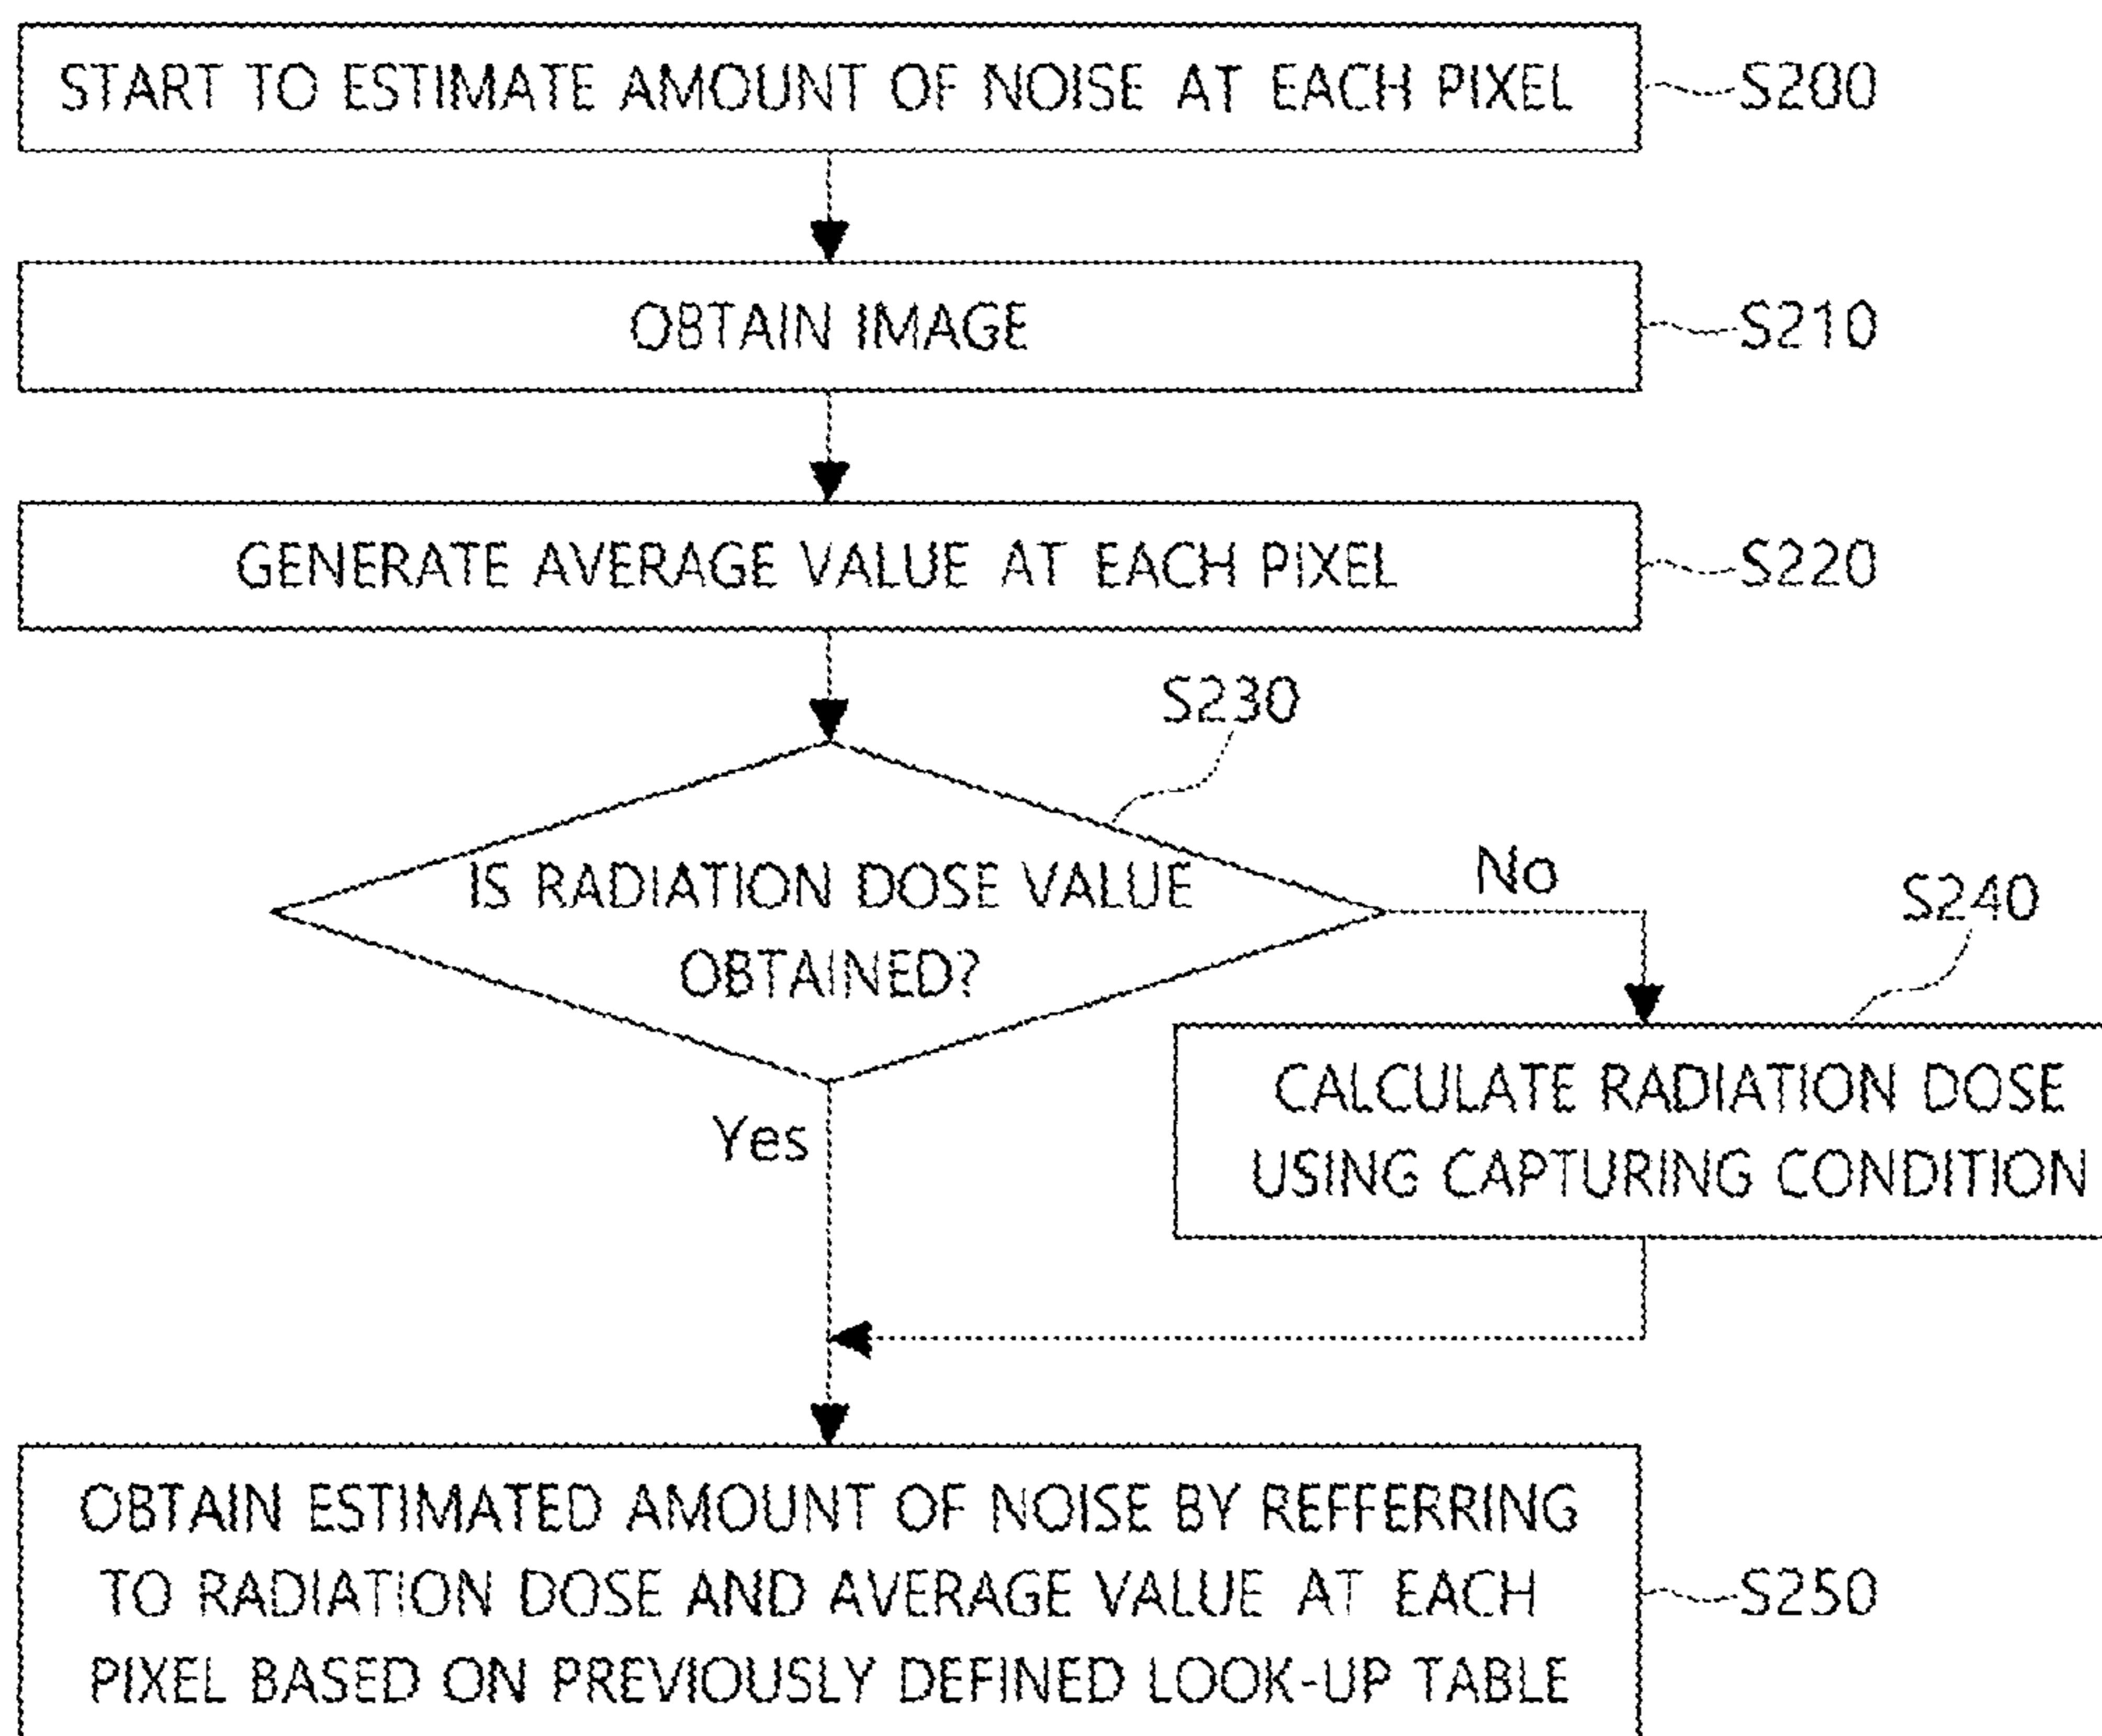 START TO ESTIMATE AMOUNT OF NOISE AT EACH PIXEL
S200
OBTAIN IMAGE
S210
GENERATE AVERAGE VALUE AT EACH PIXEL
S220
S230
IS RADIATION DOSE VALUE
OBTAINED?
No
S240
CALCULATE RADIATION DOSE
USING CAPTURING CONDITION
Yes
OBTAIN ESTIMATED AMOUNT OF NOISE BY REFFERRING
TO RADIATION DOSE AND AVERAGE VALUE AT EACH
PIXEL BASED ON PREVIOUSLY DEFINED LOOK-UP TABLE
S250